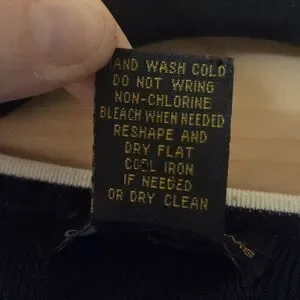 AND WASH COLD
DO NOT WRING
NON-CHLORINE
BLEACH WHEN NEEDED
RESHAPE AND
DRY FLAT
COOL IRON
IF NEEDED
OR DRY CLEAN